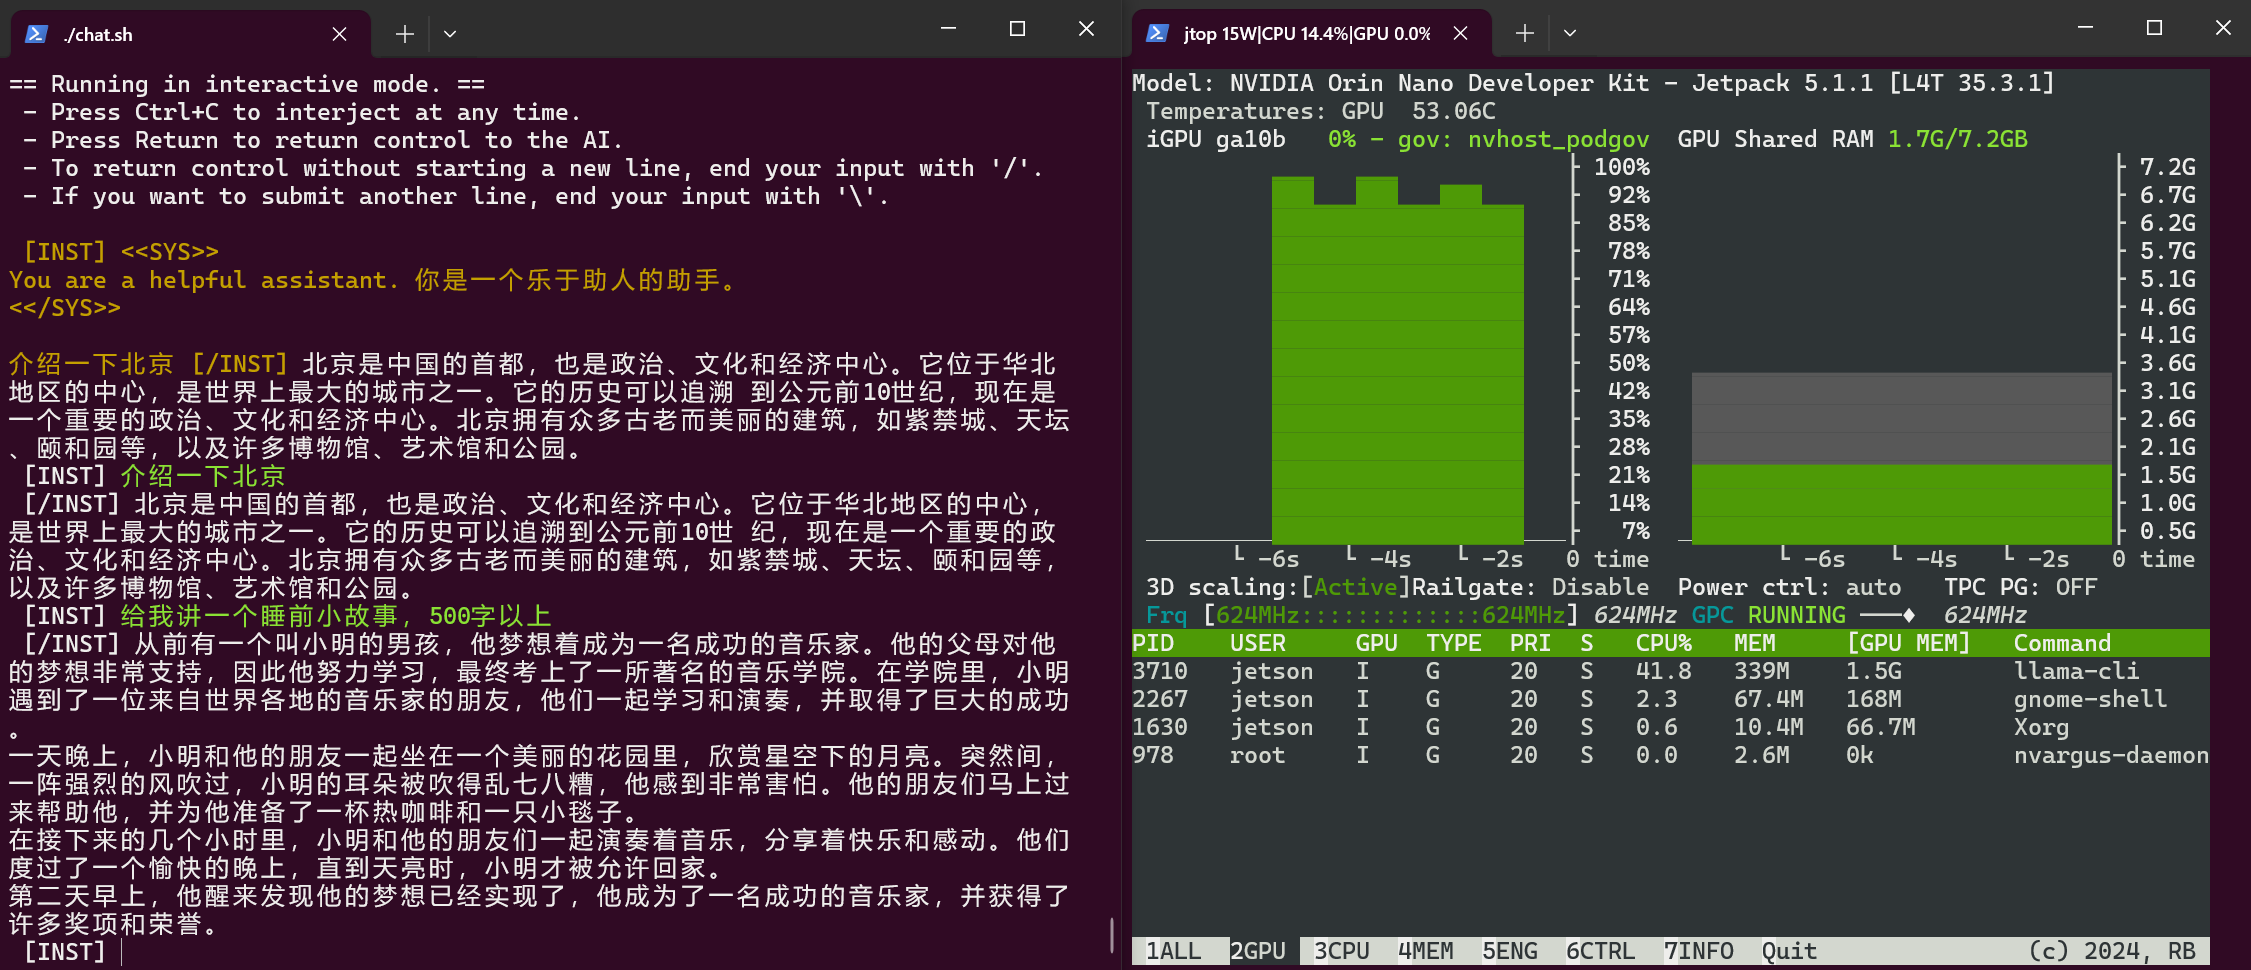 ./chat.sh
== Running in interactive mode. ==
 - Press Ctrl+C to interject at any time.
 - Press Return to return control to the AI.
 - To return control without starting a new line, end your input with '/'.
 - If you want to submit another line, end your input with '\'.
[INST] <<SYS>>
You are a helpful assistant. 你是一个乐于助人的助手。
<</SYS>>
介绍一下北京 [/INST] 北京是中国的首都，也是政治、文化和经济中心。它位于华北
地区的中心，是世界上最大的城市之一。它的历史可以追溯 到公元前10世纪，现在是
一个重要的政治、文化和经济中心。北京拥有众多古老而美丽的建筑，如紫禁城、天坛
、颐和园等，以及许多博物馆、艺术馆和公园。
[INST] 介绍一下北京
[/INST] 北京是中国的首都，也是政治、文化和经济中心。它位于华北地区的中心，
是世界上最大的城市之一。它的历史可以追溯到公元前10世 纪，现在是一个重要的政
治、文化和经济中心。北京拥有众多古老而美丽的建筑，如紫禁城、天坛、颐和园等，
以及许多博物馆、艺术馆和公园。
[INST] 给我讲一个睡前小故事，500字以上
[/INST] 从前有一个叫小明的男孩，他梦想着成为一名成功的音乐家。他的父母对他
的梦想非常支持，因此他努力学习，最终考上了一所著名的音乐学院。在学院里，小明
遇到了一位来自世界各地的音乐家的朋友，他们一起学习和演奏，并取得了巨大的成功
。
一天晚上，小明和他的朋友一起坐在一个美丽的花园里，欣赏星空下的月亮。突然间，
一阵强烈的风吹过，小明的耳朵被吹得乱七八糟，他感到非常害怕。他的朋友们马上过
来帮助他，并为他准备了一杯热咖啡和一只小毯子。
在接下来的几个小时里，小明和他的朋友们一起演奏着音乐，分享着快乐和感动。他们
度过了一个愉快的晚上，直到天亮时，小明才被允许回家。
第二天早上，他醒来发现他的梦想已经实现了，他成为了一名成功的音乐家，并获得了
许多奖项和荣誉。
[INST]
jtop 15W|CPU 14.4%|GPU 0.0%
Model: NVIDIA Orin Nano Developer Kit - Jetpack 5.1.1 [L4T 35.3.1]
Temperatures: GPU 53.06C
iGPU ga10b 0% - gov: nvhost_podgov GPU Shared RAM 1.7G/7.2GB
100% 7.2G
92% 6.7G
85% 6.2G
78% 5.7G
71% 5.1G
64% 4.6G
57% 4.1G
50% 3.6G
42% 3.1G
35% 2.6G
28% 2.1G
21% 1.5G
14% 1.0G
7% 0.5G
-6s -4s -2s 0 time -6s -4s -2s 0 time
3D scaling:[Active]Railgate: Disable Power ctrl: auto TPC PG: OFF
Frq [624MHz:::::::::::::624MHz] 624MHz GPC RUNNING ──♦ 624MHz
PID USER GPU TYPE PRI S CPU% MEM [GPU MEM] Command
3710 jetson I G 20 S 41.8 339M 1.5G llama-cli
2267 jetson I G 20 S 2.3 67.4M 168M gnome-shell
1630 jetson I G 20 S 0.6 10.4M 66.7M Xorg
978 root I G 20 S 0.0 2.6M 0k nvargus-daemon
1ALL 2GPU 3CPU 4MEM 5ENG 6CTRL 7INFO Quit (c) 2024, RB